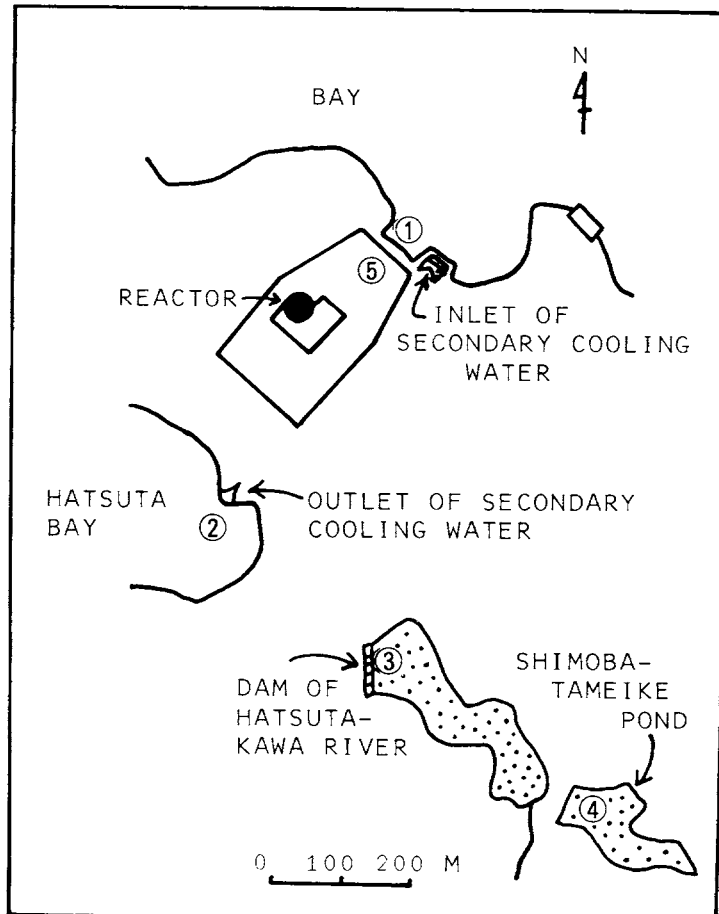 BAY
N
①
⑤
REACTOR
INLET OF
SECONDARY COOLING
WATER
HATSUTA
BAY
②
OUTLET OF SECONDARY
COOLING WATER
③
DAM OF
HATSUTA-
KAWA RIVER
SHIMOBA-
TAMEIKE
POND
④
0 100 200 M